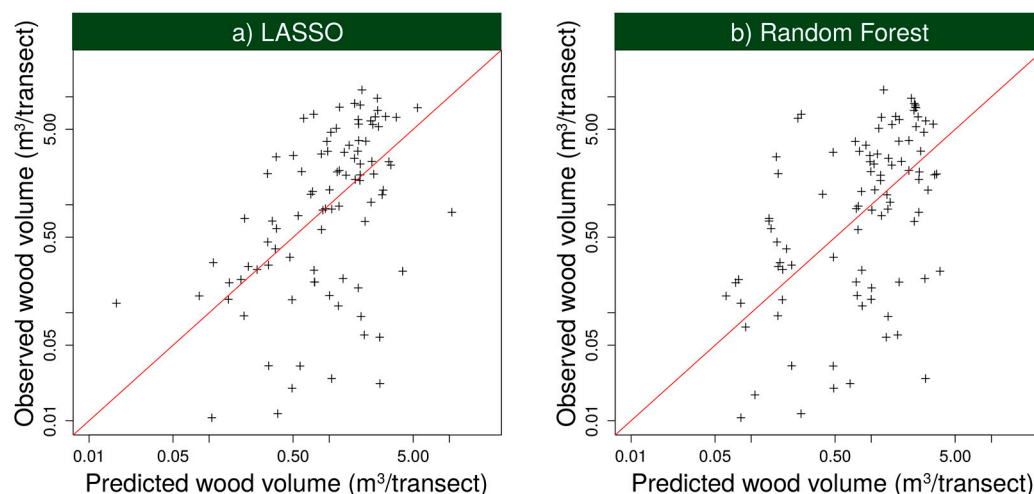 a) LASSO
Observed wood volume (m³/transect)
5.00
0.50
0.05
0.01
0.01
0.05
0.50
5.00
Predicted wood volume (m³/transect)
b) Random Forest
Observed wood volume (m³/transect)
5.00
0.50
0.05
0.01
0.01
0.05
0.50
5.00
Predicted wood volume (m³/transect)